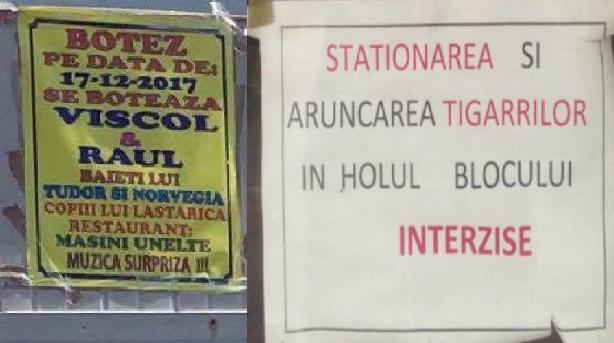 BOTEZ
PE DATA DE:
17-12-2017
SE BOTEAZA
VISCOL
&
RAUL
BAIETI LUI
TUDOR SI NORVEGIA
COPIII LUI LASTARICA
RESTAURANT:
MASINI UNELTE
MUZICA SURPRIZA !!!
STATIONAREA SI
ARUNCAREA TIGARRILOR
IN HOLUL BLOCULUI
INTERZISE